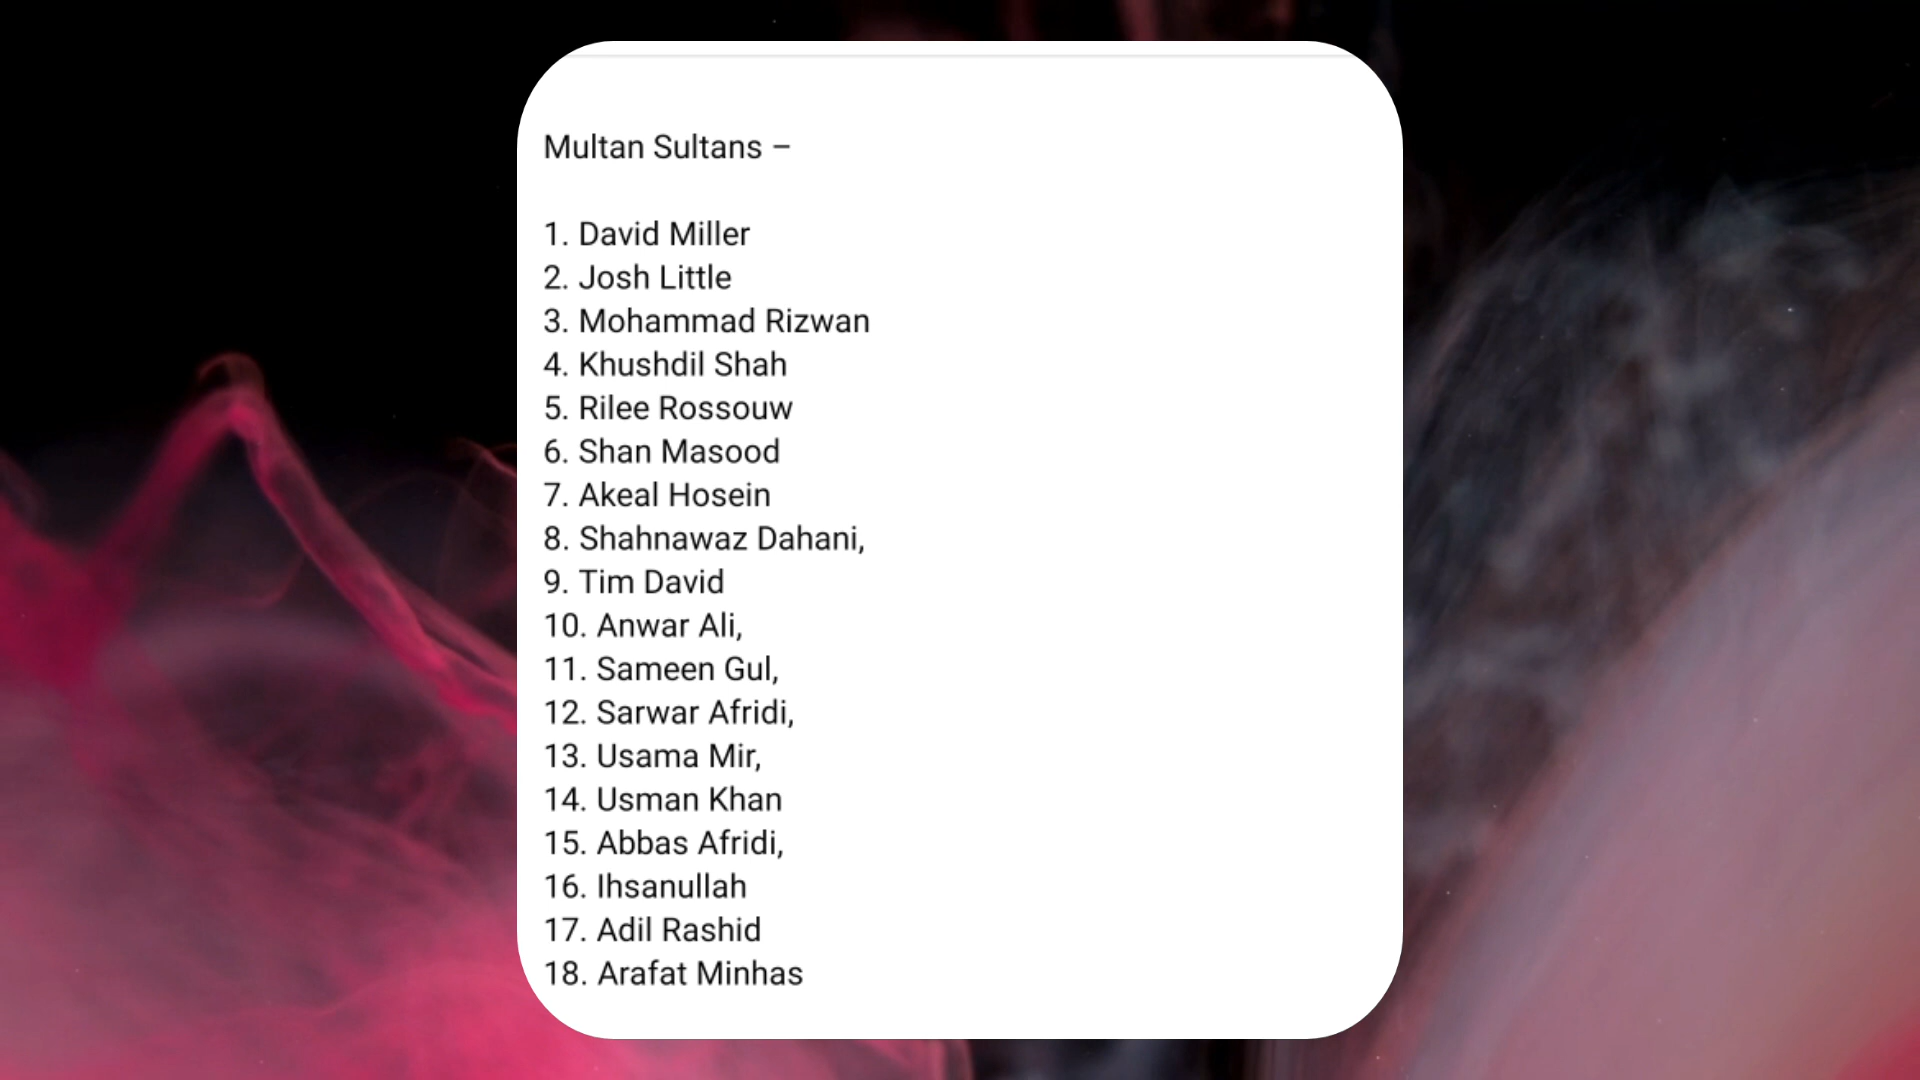 Multan Sultans –
1. David Miller
2. Josh Little
3. Mohammad Rizwan
4. Khushdil Shah
5. Rilee Rossouw
6. Shan Masood
7. Akeal Hosein
8. Shahnawaz Dahani,
9. Tim David
10. Anwar Ali,
11. Sameen Gul,
12. Sarwar Afridi,
13. Usama Mir,
14. Usman Khan
15. Abbas Afridi,
16. Ihsanullah
17. Adil Rashid
18. Arafat Minhas